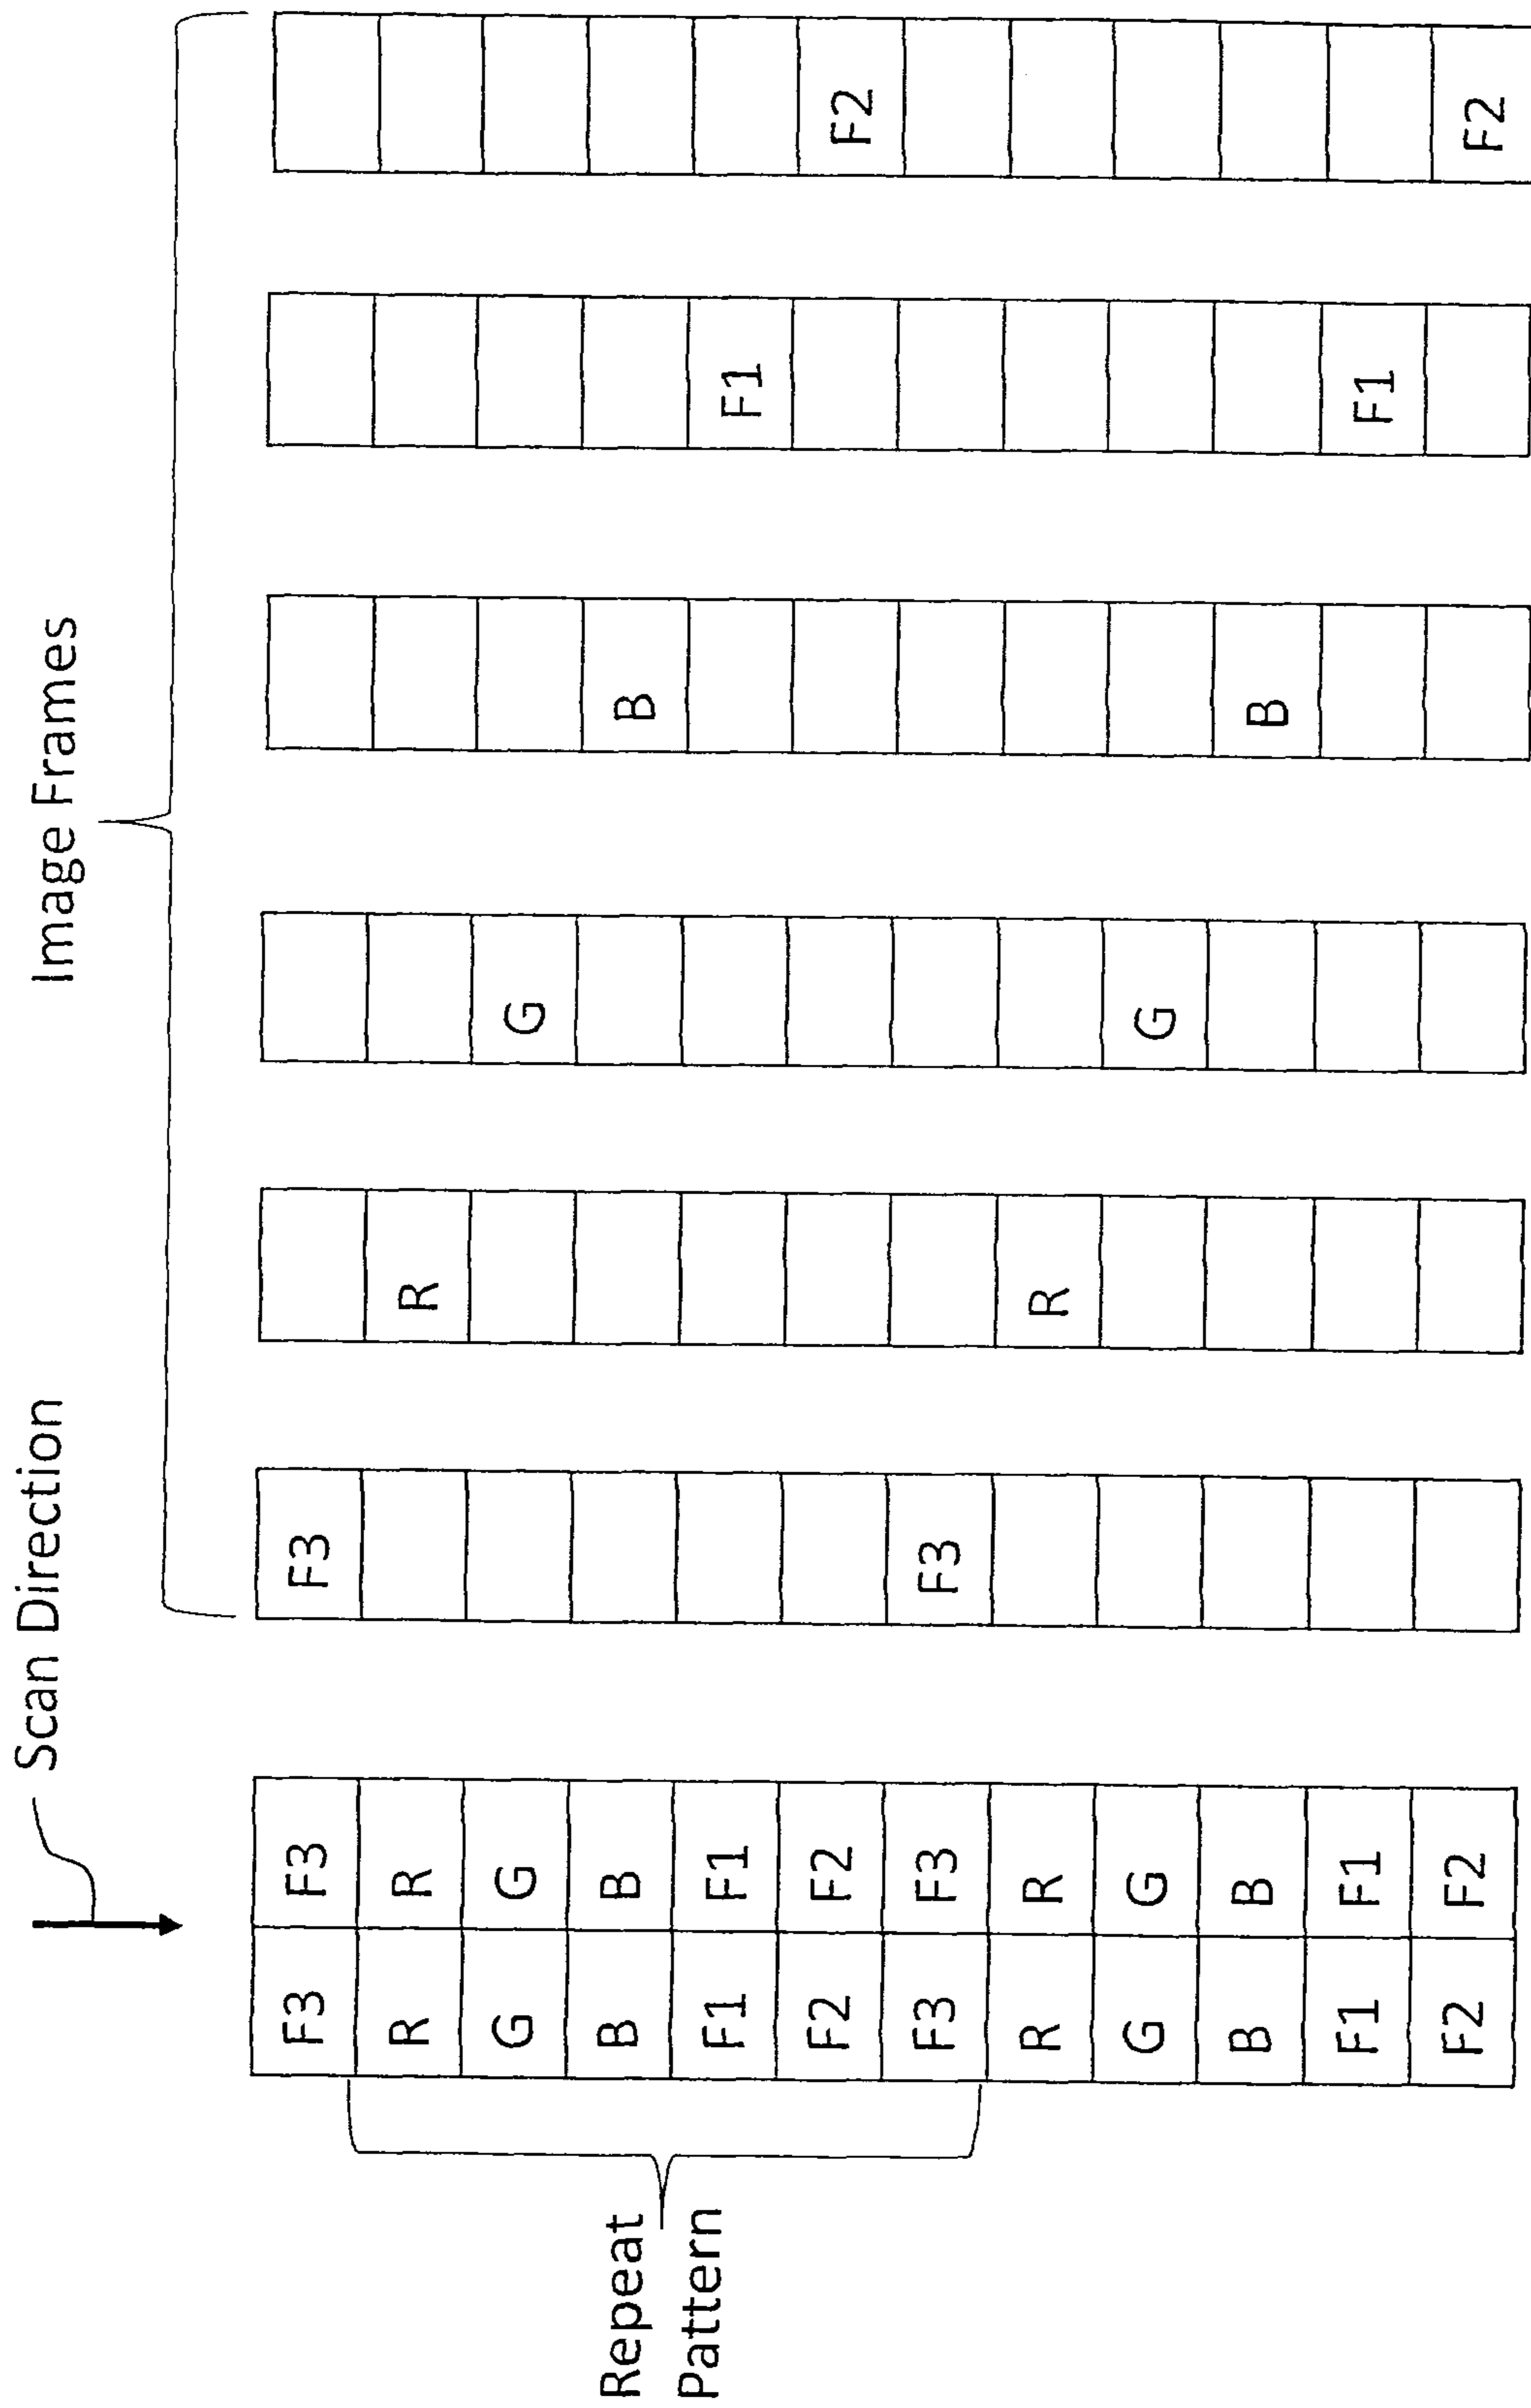 Scan Direction
Image Frames
F3 F3 F3
R R R
G G G
Repeat
B B B
Pattern
F1 F1 F1
F2 F2 F2
F3 F3 F3
R R R
G G G
B B B
F1 F1 F1
F2 F2 F2